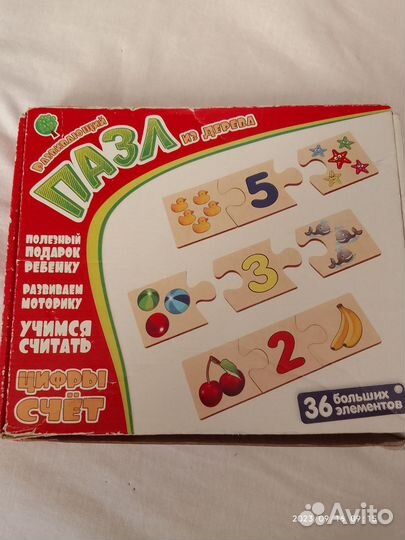 Развивающий
ПАЗЛ
из дерева
ПОЛЕЗНЫЙ
ПОДАРОК
РЕБЕНКУ
РАЗВИВАЕМ
МОТОРИКУ
УЧИМСЯ
СЧИТАТЬ
ЦИФРЫ
СЧЁТ
5
3
2
36 больших
элементов
Avito